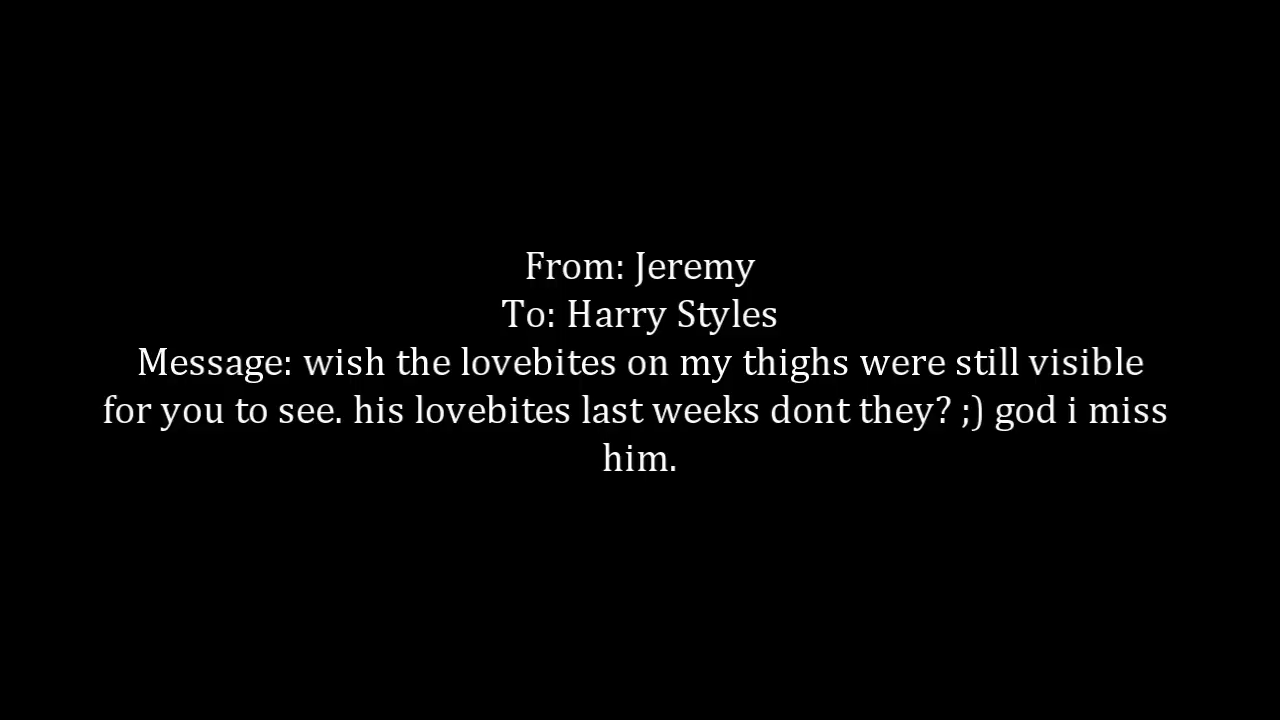 From: Jeremy
To: Harry Styles
Message: wish the lovebites on my thighs were still visible
for you to see. his lovebites last weeks dont they? ;) god i miss
him.